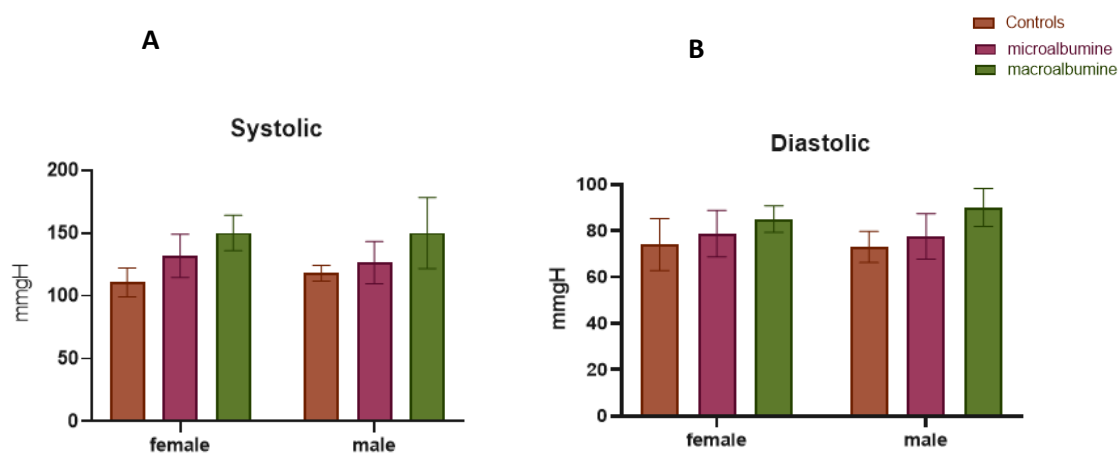 A
B
Controls
microalbumine
macroalbumine
Systolic
200
150
100
50
0
mmgH
female male
Diastolic
100
80
60
40
20
0
mmgH
female male